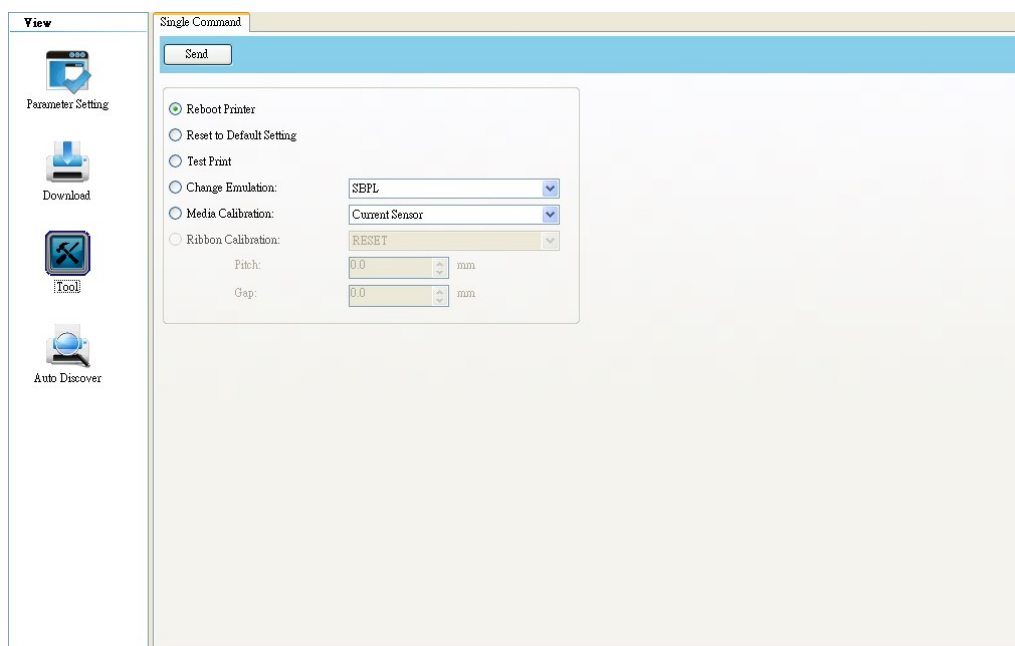 View
Parameter Setting
Download
Tool
Auto Discover
Single Command
Send
Reboot Printer
Reset to Default Setting
Test Print
Change Emulation: SBPL
Media Calibration: Current Sensor
Ribbon Calibration: RESET
Pitch: 0.0 mm
Gap: 0.0 mm